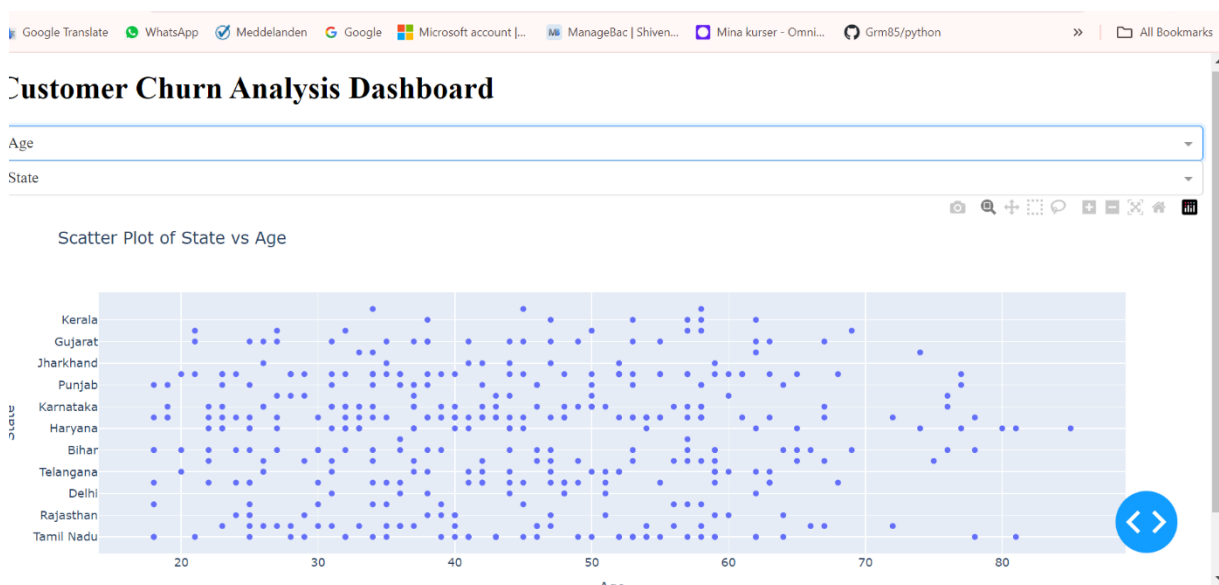 Google Translate WhatsApp Meddelanden Google Microsoft account |... ManageBac | Shiven... Mina kurser - Omni... Grm85/python » All Bookmarks
Customer Churn Analysis Dashboard
Age
State
Scatter Plot of State vs Age
Kerala
Gujarat
Jharkhand
Punjab
Karnataka
Haryana
Bihar
Telangana
Delhi
Rajasthan
Tamil Nadu
State
20 30 40 50 60 70 80
Age